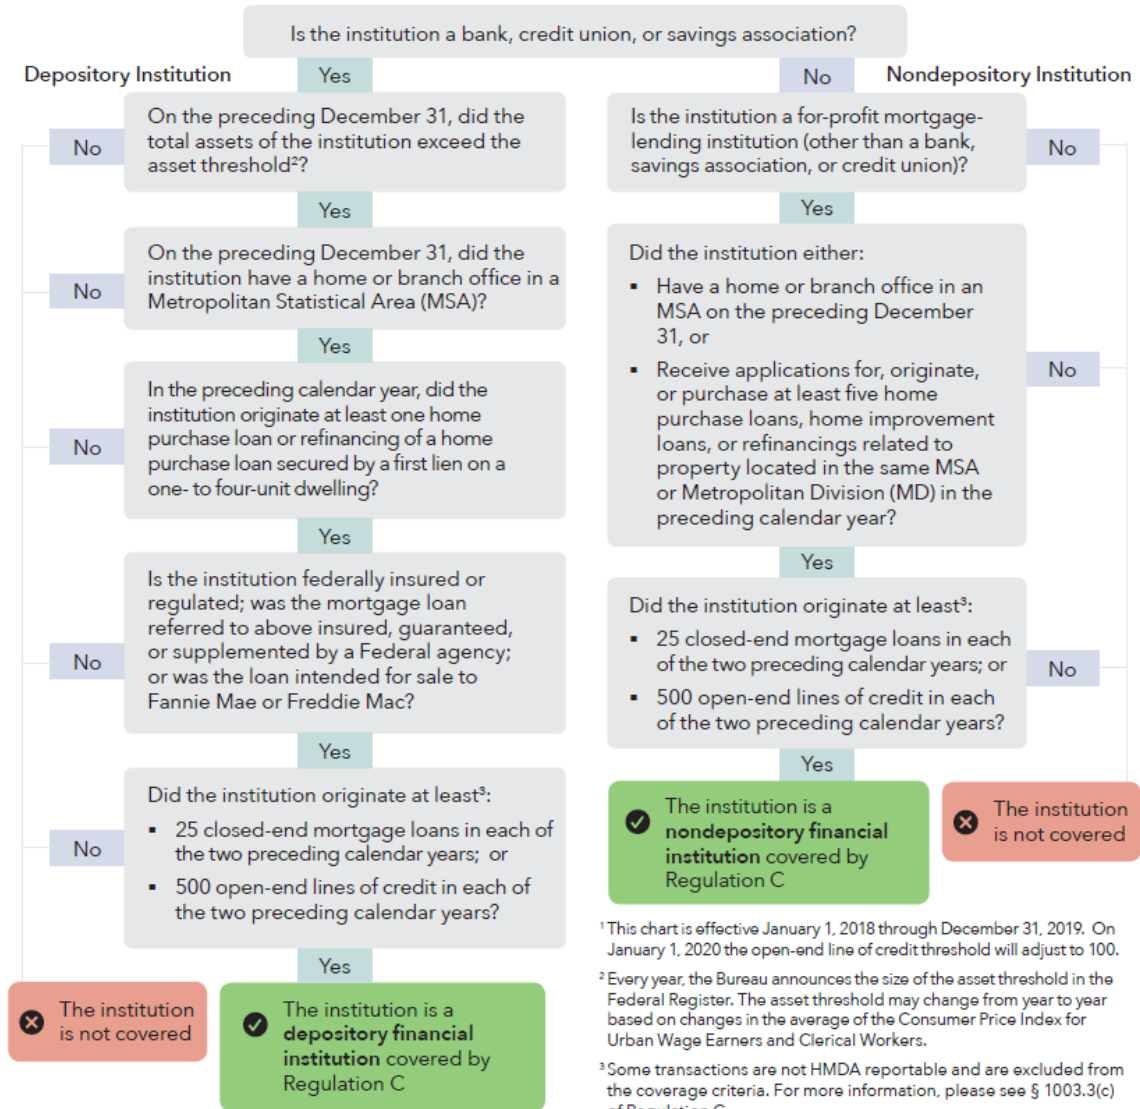 Is the institution a bank, credit union, or savings association?
Depository Institution
Yes
No
Nondepository Institution
On the preceding December 31, did the
total assets of the institution exceed the
asset threshold²?
No
Yes
On the preceding December 31, did the
institution have a home or branch office in a
Metropolitan Statistical Area (MSA)?
No
Yes
In the preceding calendar year, did the
institution originate at least one home
purchase loan or refinancing of a home
purchase loan secured by a first lien on a
one- to four-unit dwelling?
No
Yes
Is the institution federally insured or
regulated; was the mortgage loan
referred to above insured, guaranteed,
or supplemented by a Federal agency;
or was the loan intended for sale to
Fannie Mae or Freddie Mac?
No
Yes
Did the institution originate at least³:
▪ 25 closed-end mortgage loans in each of
the two preceding calendar years; or
▪ 500 open-end lines of credit in each of
the two preceding calendar years?
No
Yes
The institution
is not covered
The institution is a
depository financial
institution covered by
Regulation C
Is the institution a for-profit mortgage-
lending institution (other than a bank,
savings association, or credit union)?
No
Yes
Did the institution either:
▪ Have a home or branch office in an
MSA on the preceding December
31, or
▪ Receive applications for, originate,
or purchase at least five home
purchase loans, home improvement
loans, or refinancings related to
property located in the same MSA
or Metropolitan Division (MD) in the
preceding calendar year?
No
Yes
Did the institution originate at least³:
▪ 25 closed-end mortgage loans in each
of the two preceding calendar years; or
▪ 500 open-end lines of credit in each
of the two preceding calendar years?
No
Yes
The institution is a
nondepository financial
institution covered by
Regulation C
The institution
is not covered
¹ This chart is effective January 1, 2018 through December 31, 2019. On
January 1, 2020 the open-end line of credit threshold will adjust to 100.
² Every year, the Bureau announces the size of the asset threshold in the
Federal Register. The asset threshold may change from year to year
based on changes in the average of the Consumer Price Index for
Urban Wage Earners and Clerical Workers.
³ Some transactions are not HMDA reportable and are excluded from
the coverage criteria. For more information, please see § 1003.3(c)
of Regulation C